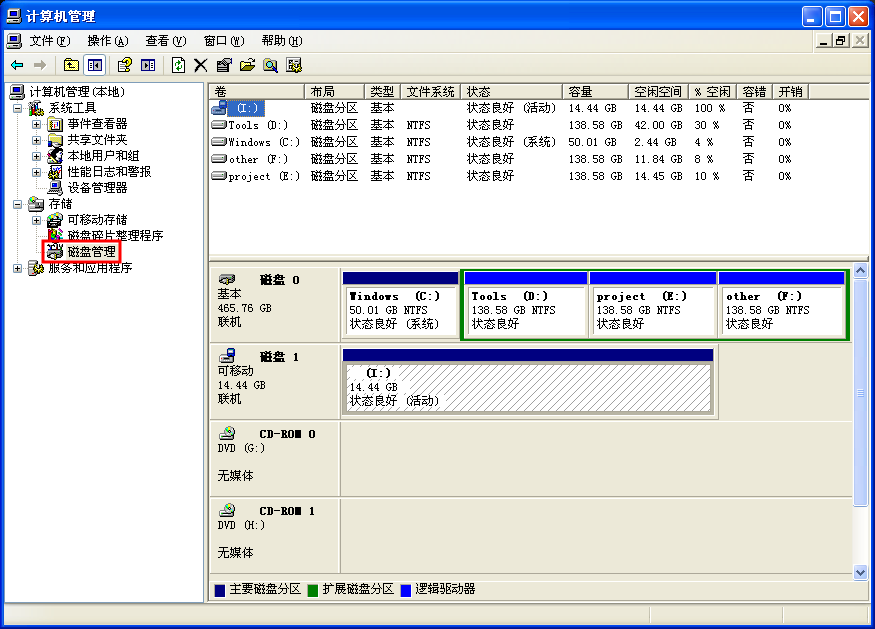 计算机管理
文件(F) 操作(A) 查看(V) 窗口(W) 帮助(H)
计算机管理(本地)
系统工具
事件查看器
共享文件夹
本地用户和组
性能日志和警报
设备管理器
存储
可移动存储
磁盘碎片整理程序
磁盘管理
服务和应用程序
卷 布局 类型 文件系统 状态 容量 空闲空间 % 空闲 容错 开销
(I:) 磁盘分区 基本 状态良好 (活动) 14.44 GB 14.44 GB 100 % 否 0%
Tools (D:) 磁盘分区 基本 NTFS 状态良好 138.58 GB 42.00 GB 30 % 否 0%
Windows (C:) 磁盘分区 基本 NTFS 状态良好 (系统) 50.01 GB 2.44 GB 4 % 否 0%
other (F:) 磁盘分区 基本 NTFS 状态良好 138.58 GB 11.84 GB 8 % 否 0%
project (E:) 磁盘分区 基本 NTFS 状态良好 138.58 GB 14.45 GB 10 % 否 0%
磁盘 0
基本
465.76 GB
联机
Windows (C:)
50.01 GB NTFS
状态良好 (系统)
Tools (D:)
138.58 GB NTFS
状态良好
project (E:)
138.58 GB NTFS
状态良好
other (F:)
138.58 GB NTFS
状态良好
磁盘 1
可移动
14.44 GB
联机
(I:)
14.44 GB
状态良好 (活动)
CD-ROM 0
DVD (G:)
无媒体
CD-ROM 1
DVD (H:)
无媒体
主要磁盘分区 扩展磁盘分区 逻辑驱动器